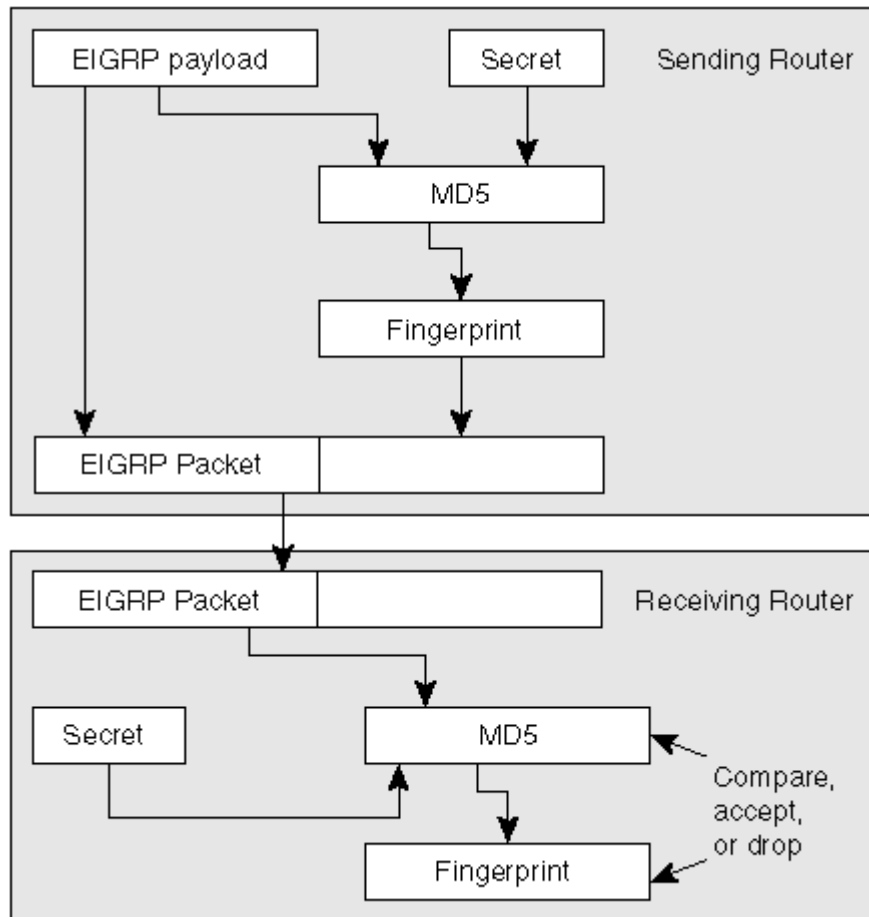 EIGRP payload
Secret
Sending Router
MD5
Fingerprint
EIGRP Packet
EIGRP Packet
Receiving Router
Secret
MD5
Compare,
accept,
or drop
Fingerprint